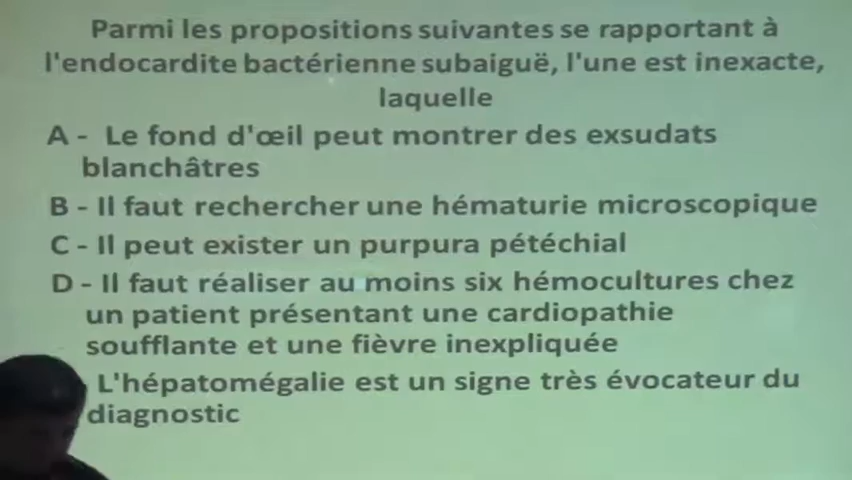 Parmi les propositions suivantes se rapportant à
l'endocardite bactérienne subaiguë, l'une est inexacte,
laquelle
A - Le fond d'œil peut montrer des exsudats
blanchâtres
B - Il faut rechercher une hématurie microscopique
C - Il peut exister un purpura pétéchial
D - Il faut réaliser au moins six hémocultures chez
un patient présentant une cardiopathie
soufflante et une fièvre inexpliquée
L'hépatomégalie est un signe très évocateur du
diagnostic